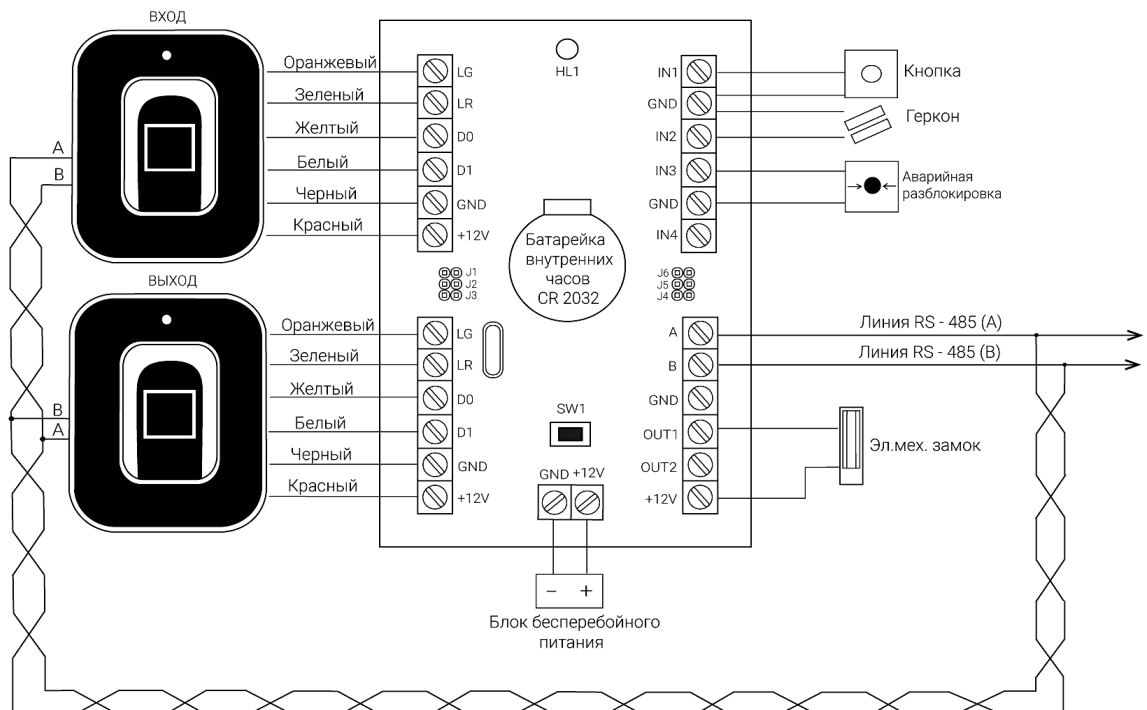 ВХОД
A
B
Оранжевый
Зеленый
Желтый
Белый
Черный
Красный
LG
LR
D0
D1
GND
+12V
HL1
IN1
GND
IN2
IN3
GND
IN4
Кнопка
Геркон
Аварийная
разблокировка
Батарейка
внутренних
часов
CR 2032
J1
J2
J3
J6
J5
J4
ВЫХОД
B
A
Оранжевый
Зеленый
Желтый
Белый
Черный
Красный
LG
LR
D0
D1
GND
+12V
SW1
GND +12V
A
B
GND
OUT1
OUT2
+12V
Линия RS - 485 (A)
Линия RS - 485 (B)
Эл.мех. замок
− +
Блок бесперебойного
питания